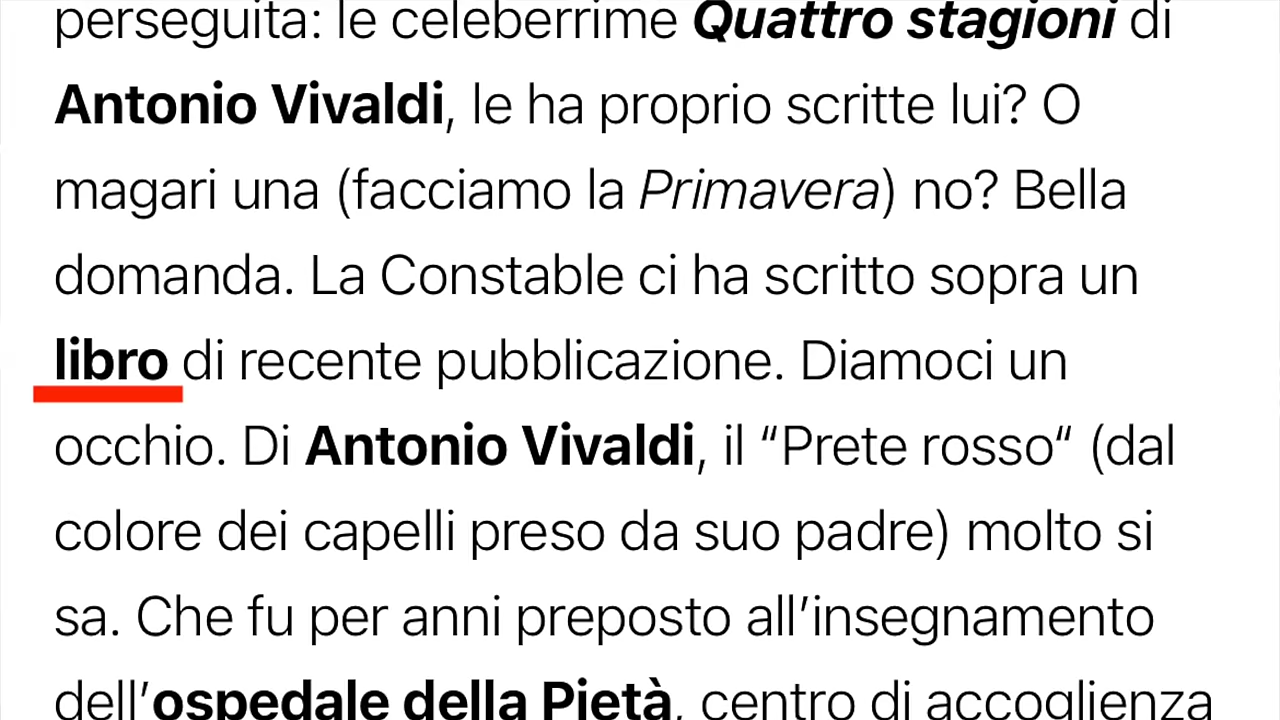 perseguita: le celeberrime Quattro stagioni di
Antonio Vivaldi, le ha proprio scritte lui? O
magari una (facciamo la Primavera) no? Bella
domanda. La Constable ci ha scritto sopra un
libro di recente pubblicazione. Diamoci un
occhio. Di Antonio Vivaldi, il “Prete rosso“ (dal
colore dei capelli preso da suo padre) molto si
sa. Che fu per anni preposto all’insegnamento
dell’ospedale della Pietà, centro di accoglienza